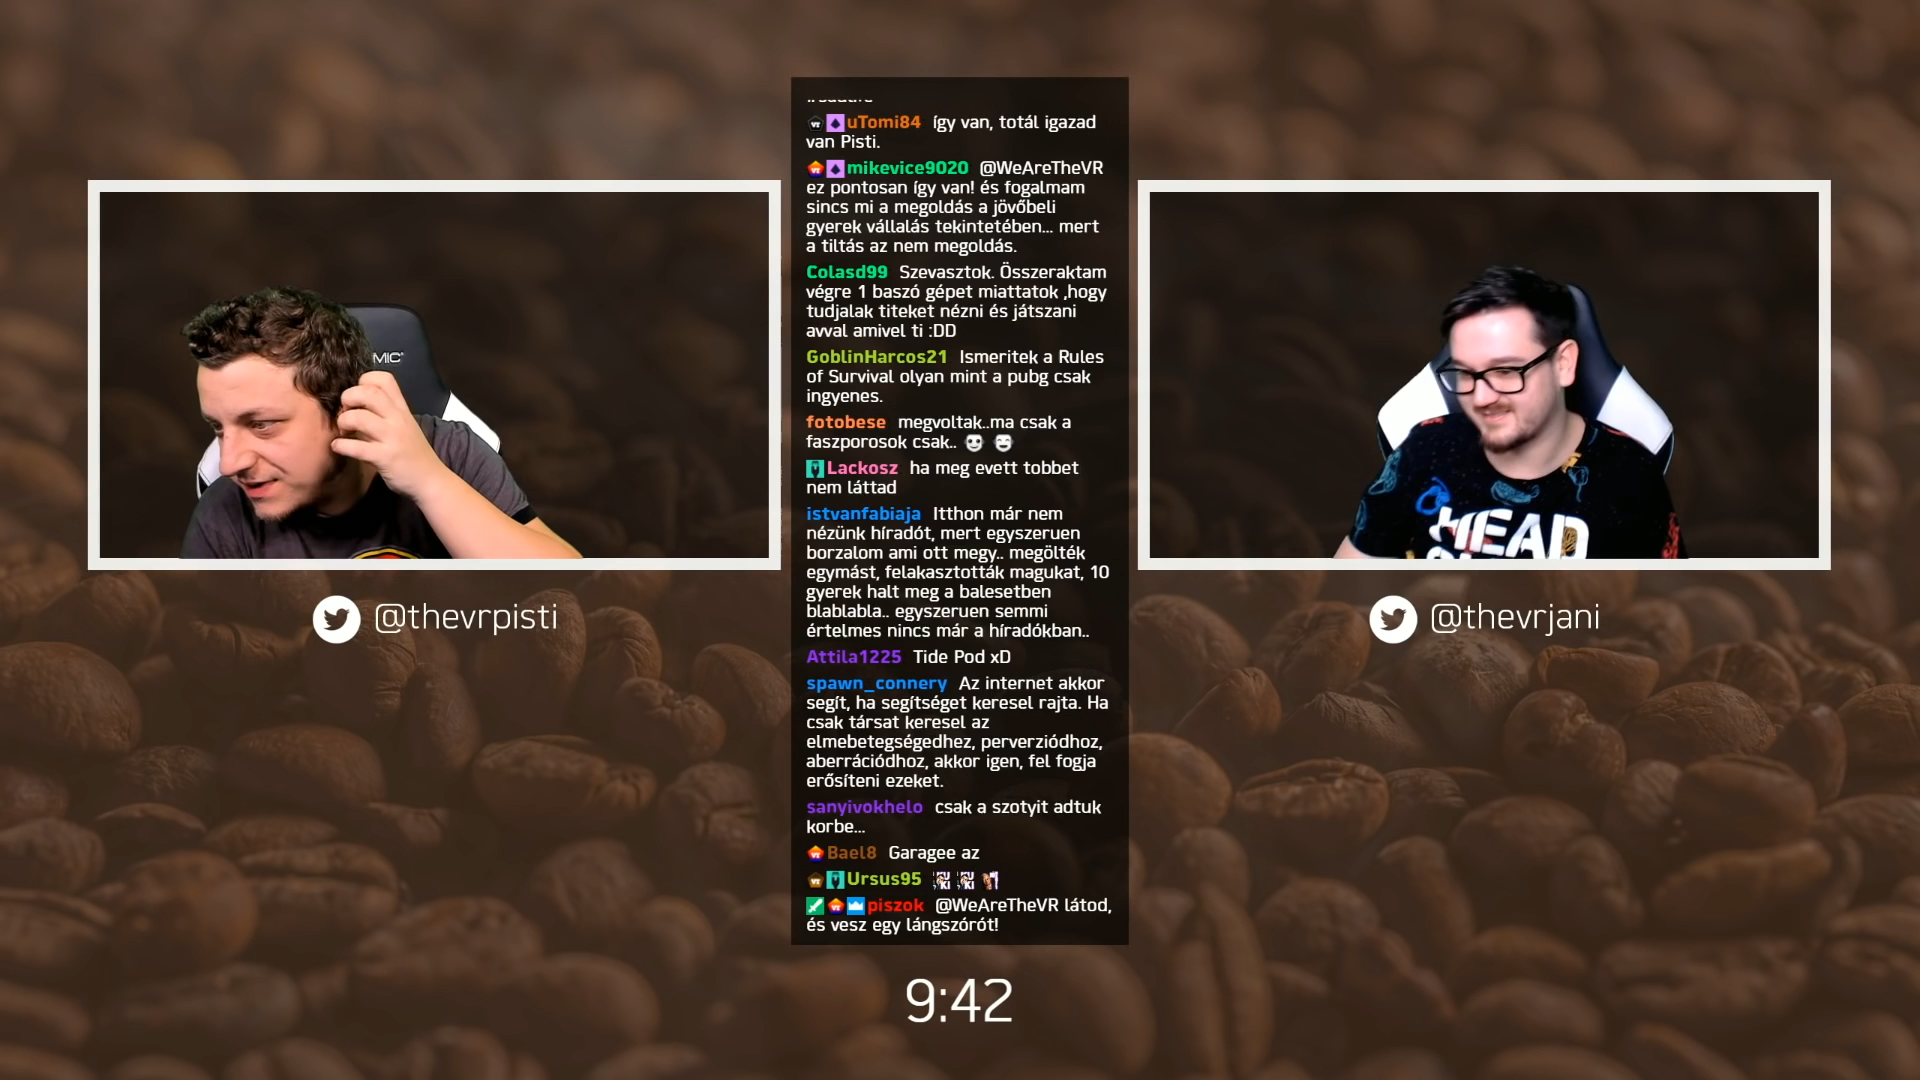 uTomi84 így van, totál igazad
van Pisti.
mikevice9020 @WeAreTheVR
ez pontosan így van! és fogalmam
sincs mi a megoldás a jövőbeli
gyerek vállalás tekintetében... mert
a tiltás az nem megoldás.
Colasd99 Szevasztok. Összeraktam
végre 1 baszó gépet miattatok ,hogy
tudjalak titeket nézni és játszani
avval amivel ti :DD
GoblinHarcos21 Ismeritek a Rules
of Survival olyan mint a pubg csak
ingyenes.
fotobese megvoltak..ma csak a
faszporosok csak..
Lackosz ha meg evett tobbet
nem láttad
istvanfabiaja Itthon már nem
nézünk híradót, mert egyszeruen
borzalom ami ott megy.. megölték
egymást, felakasztották magukat, 10
gyerek halt meg a balesetben
blablabla.. egyszeruen semmi
értelmes nincs már a híradókban..
Attila1225 Tide Pod xD
spawn_connery Az internet akkor
segít, ha segítséget keresel rajta. Ha
csak társat keresel az
elmebetegségedhez, perverziódhoz,
aberrációdhoz, akkor igen, fel fogja
erősíteni ezeket.
sanyivokhelo csak a szotyit adtuk
korbe...
Bael8 Garagee az
Ursus95
piszok @WeAreTheVR látod,
és vesz egy lángszórót!
MIC
HEAD
@thevrpisti
@thevrjani
9:42